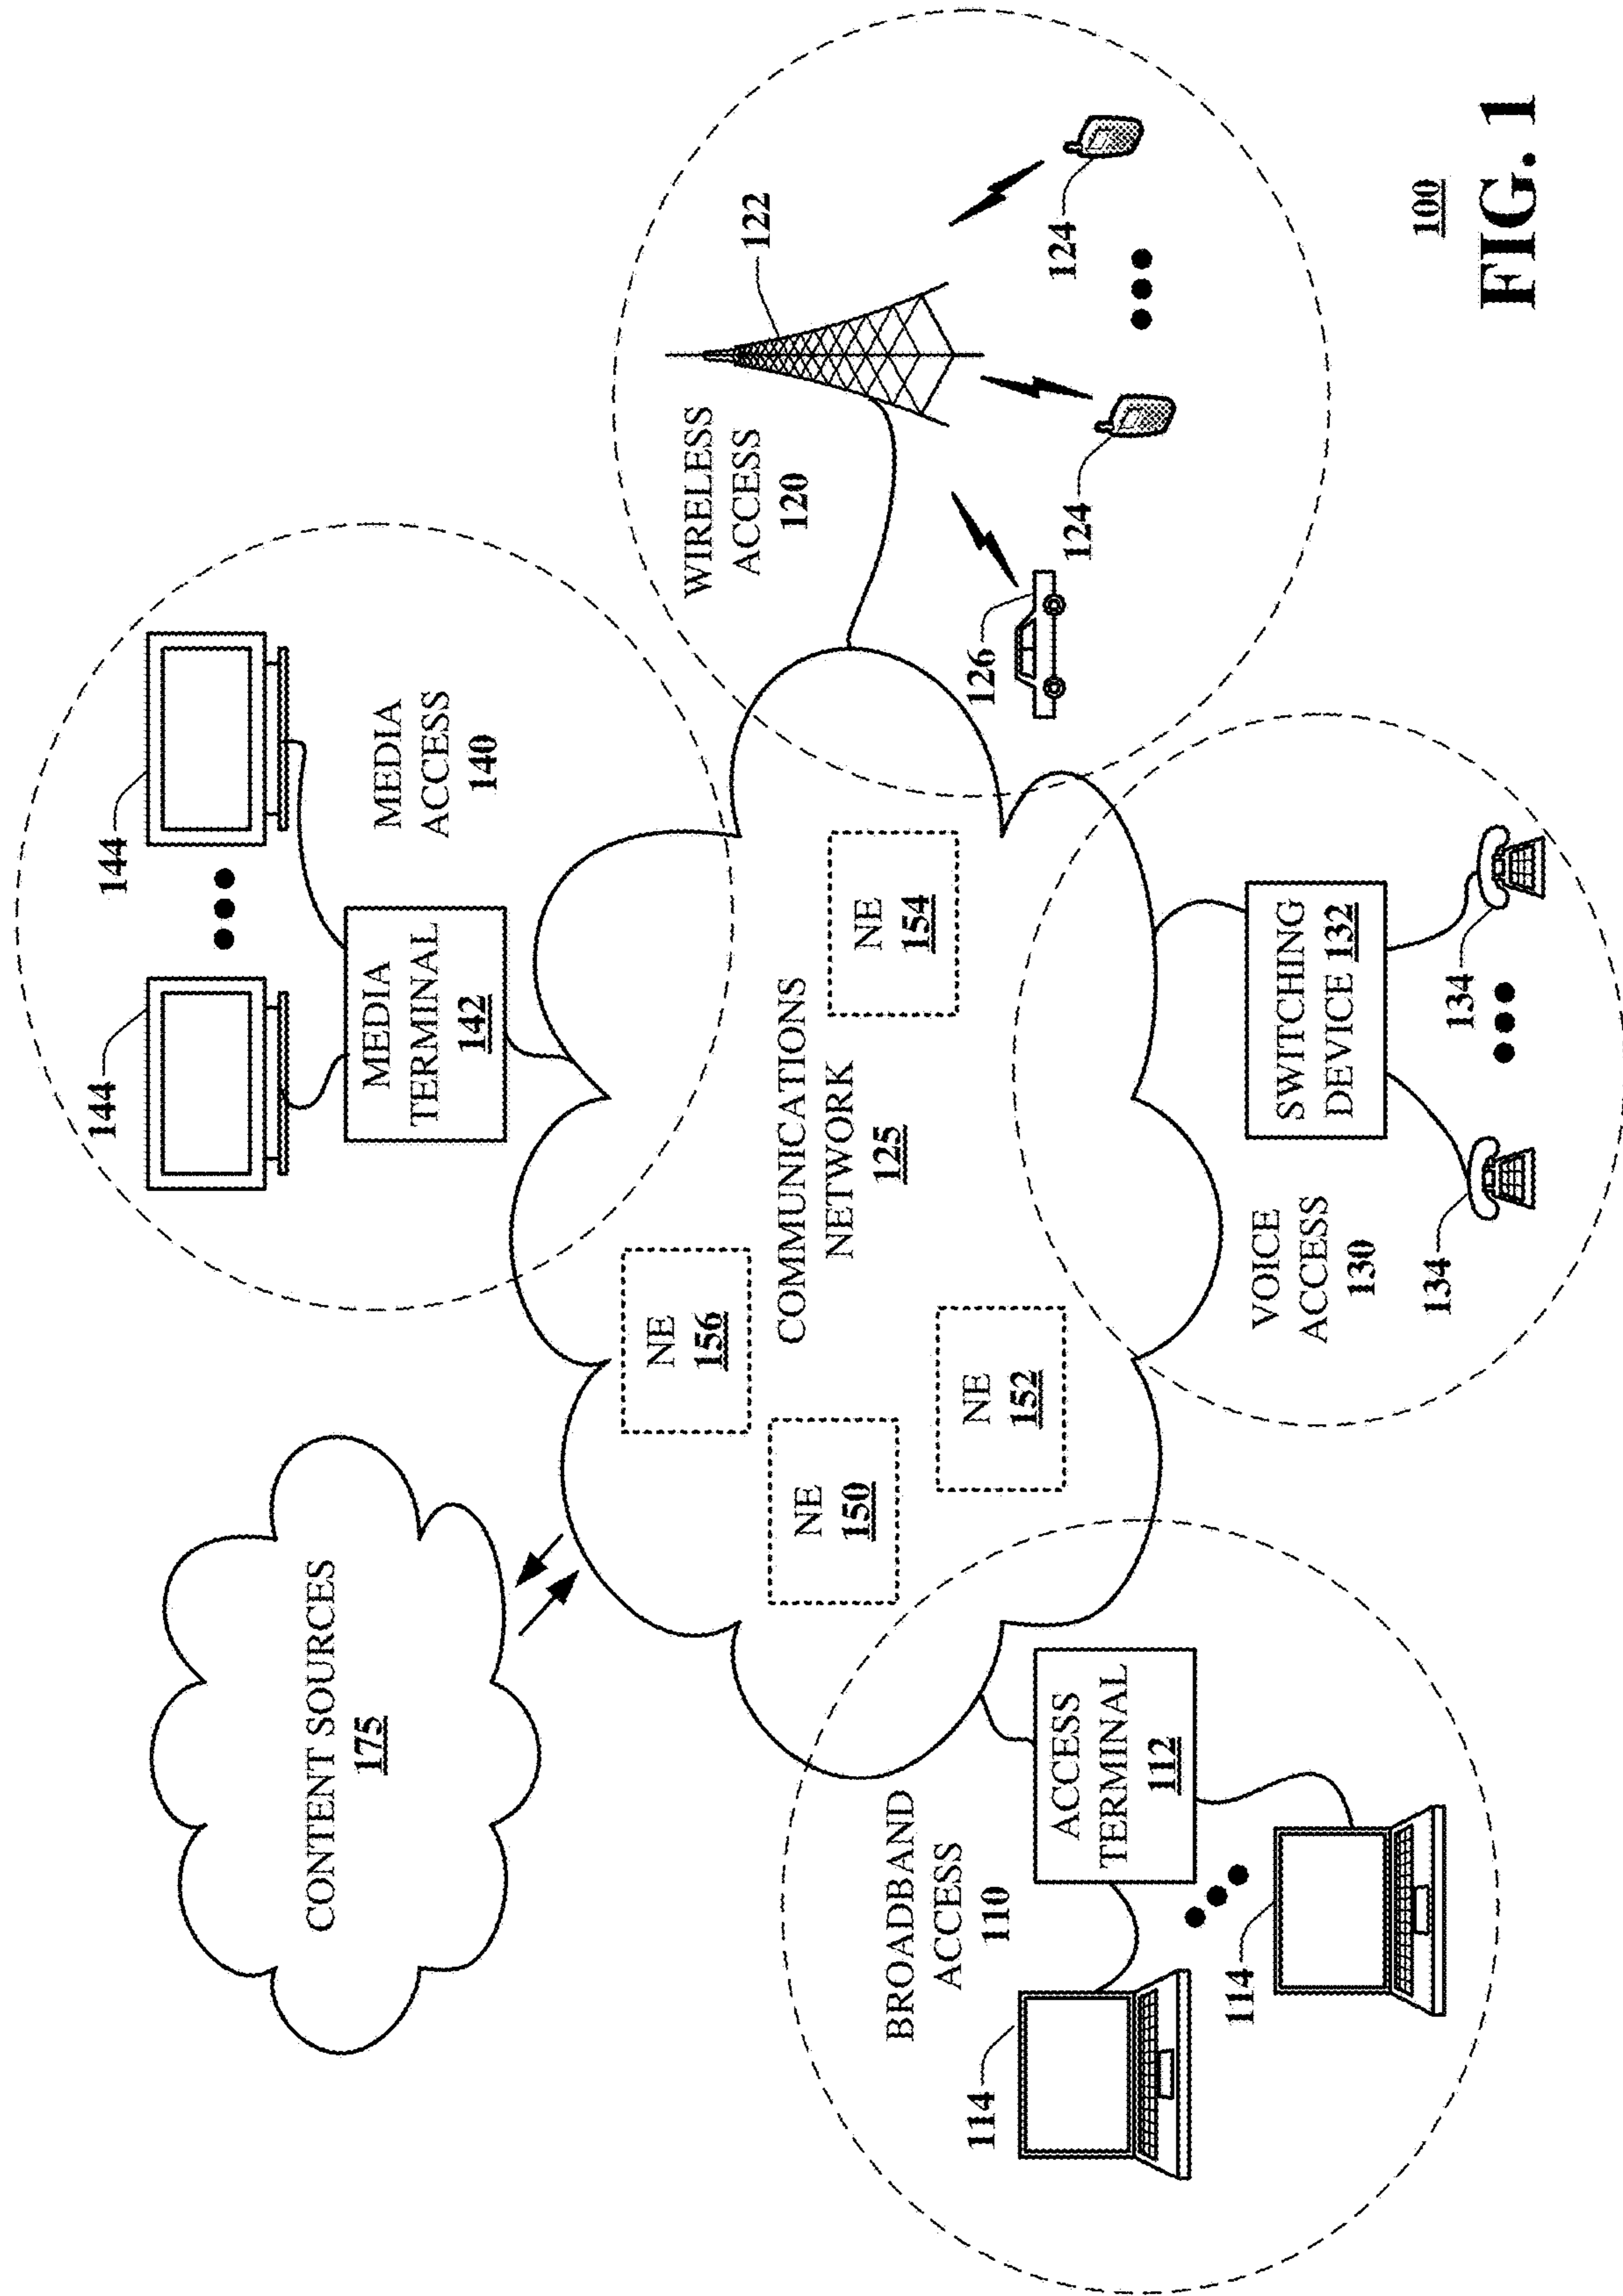 CONTENT SOURCES
175
144
144
MEDIA
TERMINAL
142
MEDIA
ACCESS
140
NE
156
NE
150
NE
152
NE
154
COMMUNICATIONS
NETWORK
125
WIRELESS
ACCESS
120
122
126
124
124
BROADBAND
ACCESS
110
ACCESS
TERMINAL
112
114
114
VOICE
ACCESS
130
SWITCHING
DEVICE 132
134
134
100
FIG. 1